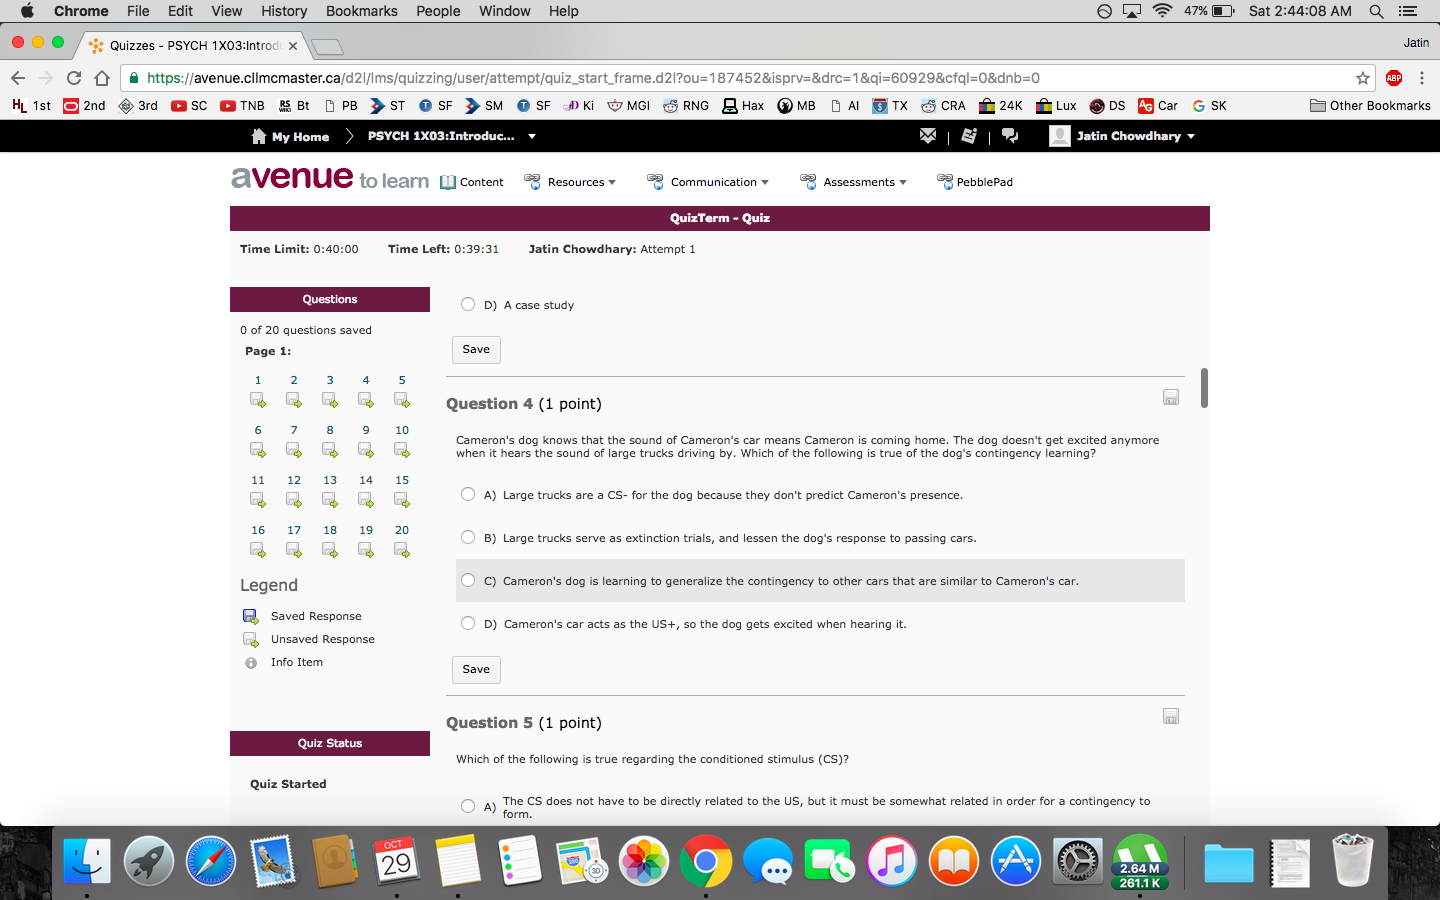 Chrome File Edit View History Bookmarks People Window Help 47% Sat 2:44:08 AM
Quizzes - PSYCH 1X03:Introdu Jatin
https://avenue.cllmcmaster.ca/d2l/lms/quizzing/user/attempt/quiz_start_frame.d2l?ou=187452&isprv=&drc=1&qi=60929&cfql=0&dnb=0 ABP
HL 1st 2nd 3rd SC TNB RS WIKI Bt PB ST T SF SM T SF Ki MGI RNG Hax MB AI TX CRA 24K Lux DS AG Car G SK Other Bookmarks
My Home PSYCH 1X03:Introduc... Jatin Chowdhary
avenue to learn Content Resources Communication Assessments PebblePad
QuizTerm - Quiz
Time Limit: 0:40:00 Time Left: 0:39:31 Jatin Chowdhary: Attempt 1
Questions
0 of 20 questions saved
Page 1:
1 2 3 4 5
6 7 8 9 10
11 12 13 14 15
16 17 18 19 20
Legend
Saved Response
Unsaved Response
Info Item
Quiz Status
Quiz Started
D) A case study
Save
Question 4 (1 point)
Cameron's dog knows that the sound of Cameron's car means Cameron is coming home. The dog doesn't get excited anymore
when it hears the sound of large trucks driving by. Which of the following is true of the dog's contingency learning?
A) Large trucks are a CS- for the dog because they don't predict Cameron's presence.
B) Large trucks serve as extinction trials, and lessen the dog's response to passing cars.
C) Cameron's dog is learning to generalize the contingency to other cars that are similar to Cameron's car.
D) Cameron's car acts as the US+, so the dog gets excited when hearing it.
Save
Question 5 (1 point)
Which of the following is true regarding the conditioned stimulus (CS)?
A) The CS does not have to be directly related to the US, but it must be somewhat related in order for a contingency to
form.
OCT
29
3D
2.64 M
261.1 K